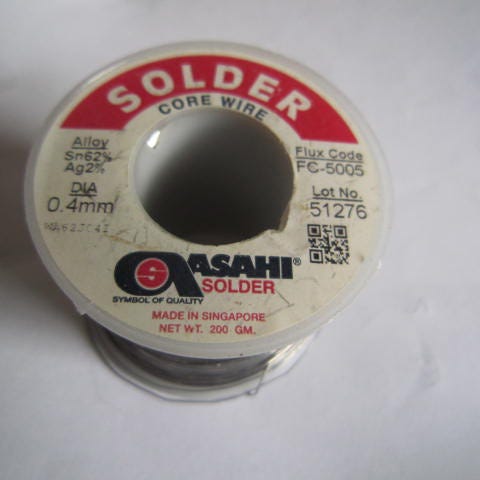 SOLDER
CORE WIRE
Alloy
Sn62%
Ag2%
DIA
0.4mm
Flux Code
FC-5005
Lot No.
51276
ASAHI®
SOLDER
SYMBOL OF QUALITY
MADE IN SINGAPORE
NET WT. 200 GM.